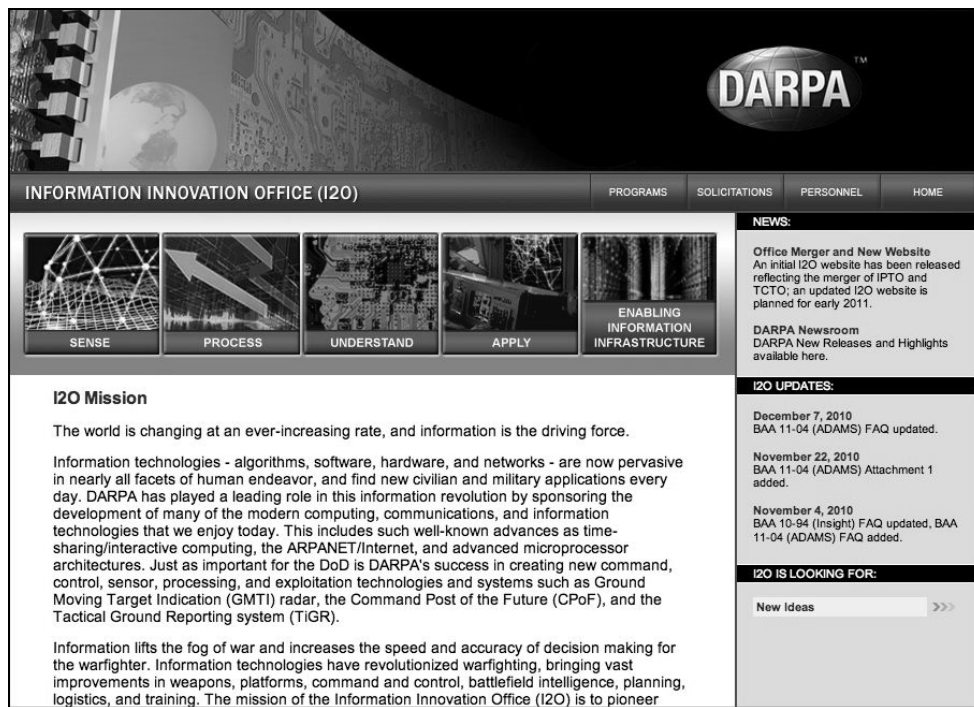 DARPA™
INFORMATION INNOVATION OFFICE (I2O)
PROGRAMS
SOLICITATIONS
PERSONNEL
HOME
SENSE
PROCESS
UNDERSTAND
APPLY
ENABLING
INFORMATION
INFRASTRUCTURE
I2O Mission
The world is changing at an ever-increasing rate, and information is the driving force.
Information technologies - algorithms, software, hardware, and networks - are now pervasive
in nearly all facets of human endeavor, and find new civilian and military applications every
day. DARPA has played a leading role in this information revolution by sponsoring the
development of many of the modern computing, communications, and information
technologies that we enjoy today. This includes such well-known advances as time-
sharing/interactive computing, the ARPANET/Internet, and advanced microprocessor
architectures. Just as important for the DoD is DARPA's success in creating new command,
control, sensor, processing, and exploitation technologies and systems such as Ground
Moving Target Indication (GMTI) radar, the Command Post of the Future (CPoF), and the
Tactical Ground Reporting system (TiGR).
Information lifts the fog of war and increases the speed and accuracy of decision making for
the warfighter. Information technologies have revolutionized warfighting, bringing vast
improvements in weapons, platforms, command and control, battlefield intelligence, planning,
logistics, and training. The mission of the Information Innovation Office (I2O) is to pioneer
NEWS:
Office Merger and New Website
An initial I2O website has been released
reflecting the merger of IPTO and
TCTO; an updated I2O website is
planned for early 2011.
DARPA Newsroom
DARPA New Releases and Highlights
available here.
I2O UPDATES:
December 7, 2010
BAA 11-04 (ADAMS) FAQ updated.
November 22, 2010
BAA 11-04 (ADAMS) Attachment 1
added.
November 4, 2010
BAA 10-94 (Insight) FAQ updated, BAA
11-04 (ADAMS) FAQ added.
I2O IS LOOKING FOR:
New Ideas